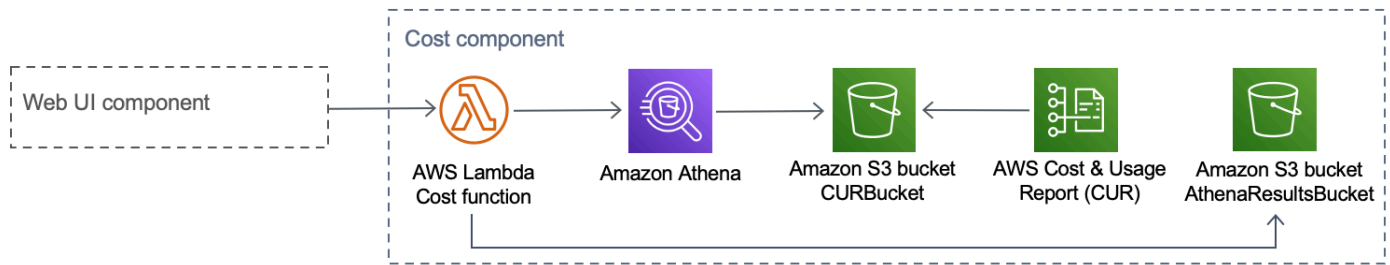 Cost component
Web UI component
AWS Lambda
Cost function
Amazon Athena
Amazon S3 bucket
CURBucket
AWS Cost & Usage
Report (CUR)
Amazon S3 bucket
AthenaResultsBucket